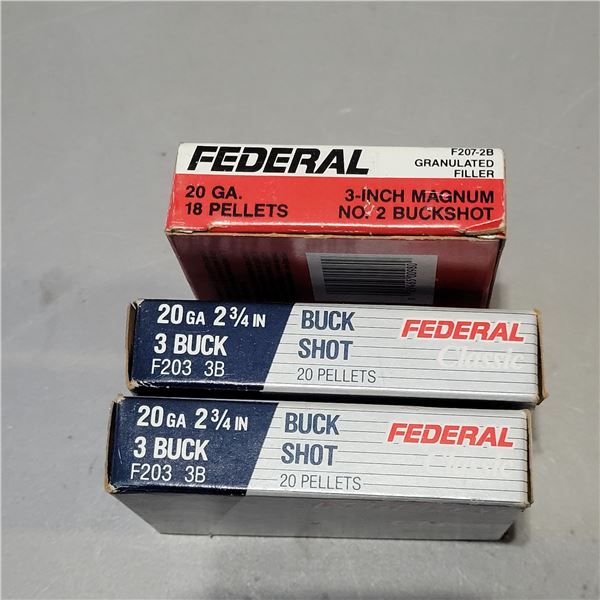 FEDERAL
F207-2B
GRANULATED
FILLER
20 GA.
18 PELLETS
3-INCH MAGNUM
NO. 2 BUCKSHOT
20 GA 2 3/4 IN
3 BUCK
F203 3B
BUCK
SHOT
20 PELLETS
FEDERAL
Classic
20 GA 2 3/4 IN
3 BUCK
F203 3B
BUCK
SHOT
20 PELLETS
FEDERAL
Classic